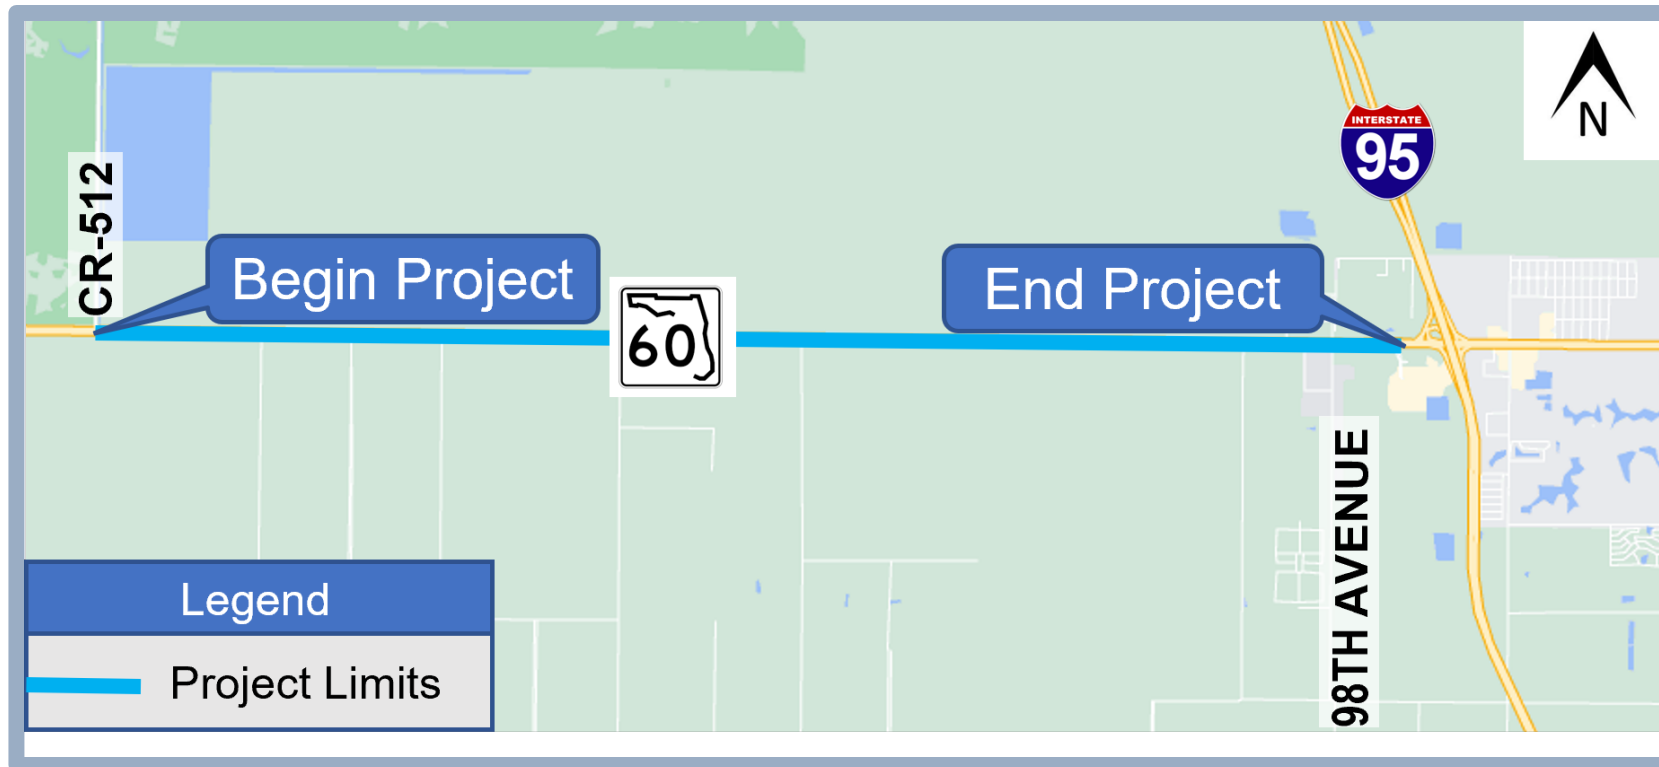 N
INTERSTATE
95
CR-512
Begin Project
End Project
60
98TH AVENUE
Legend
Project Limits